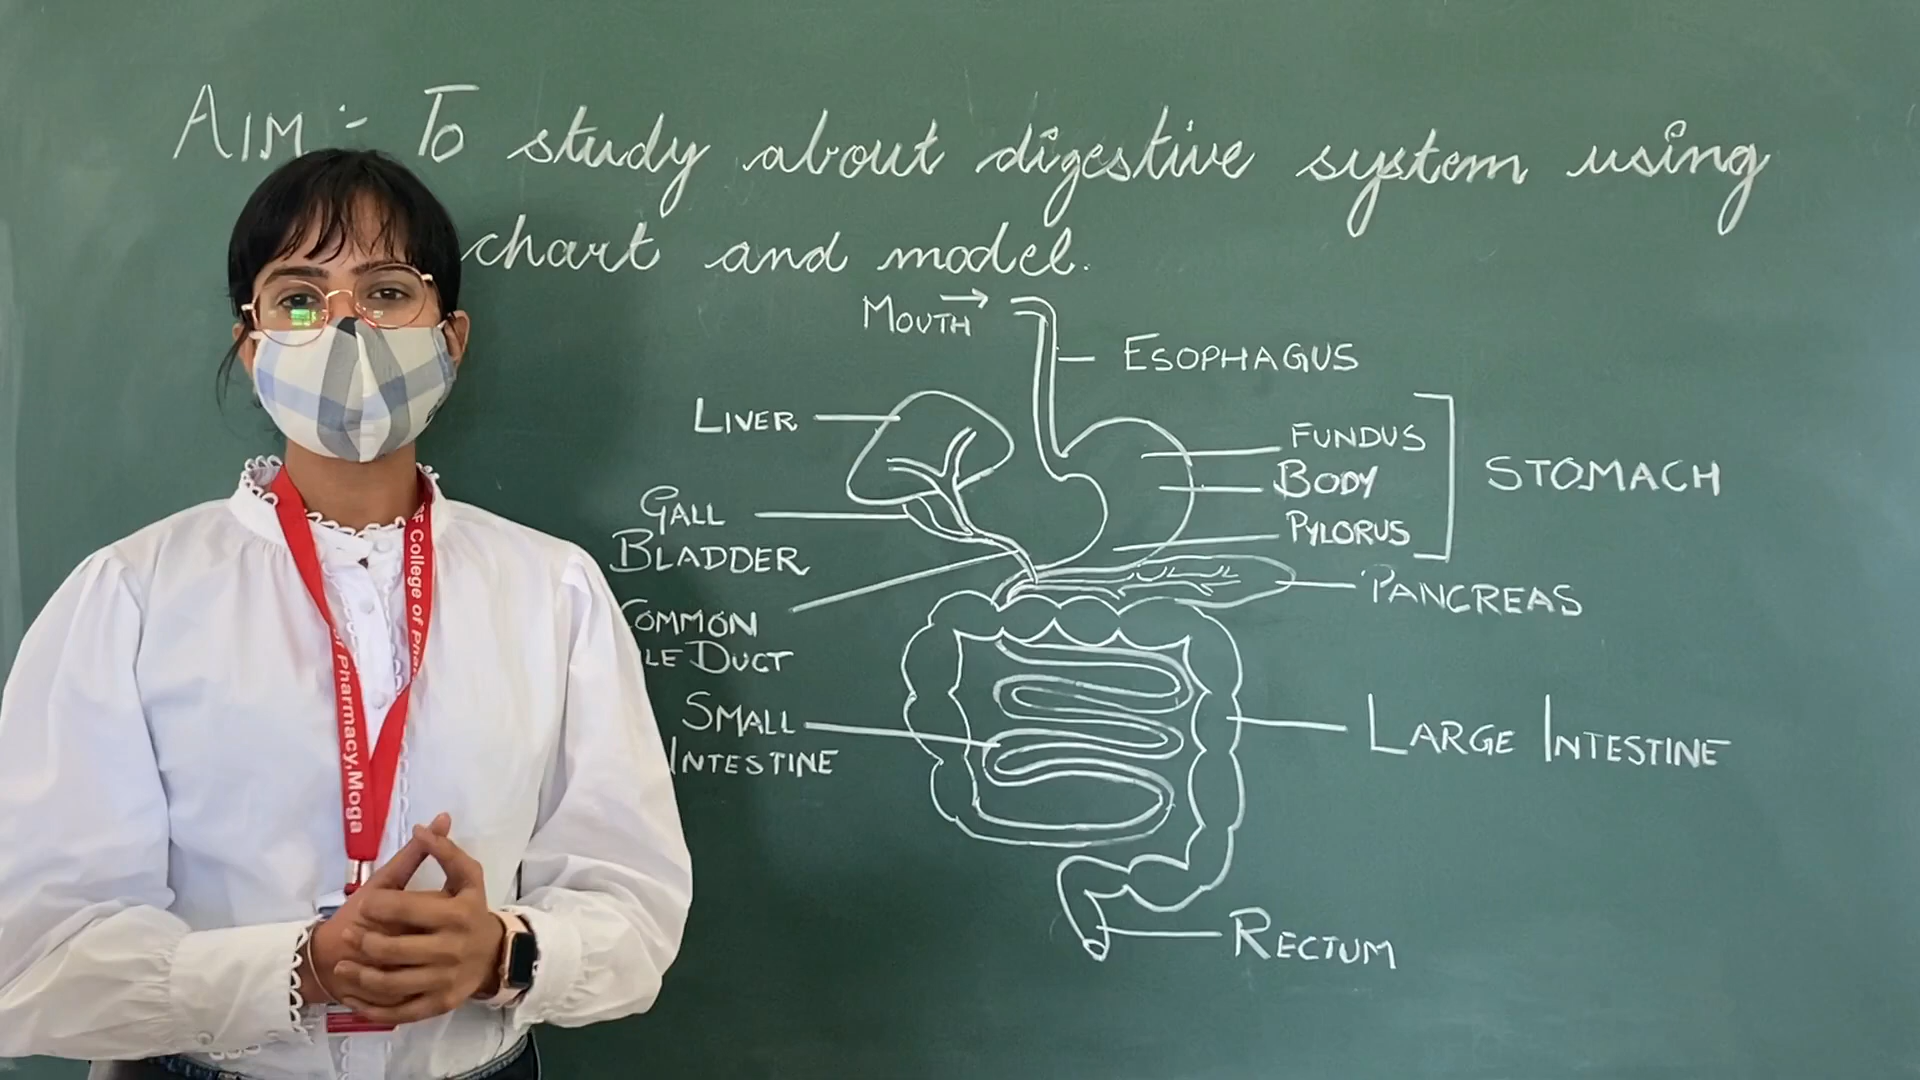 AIM :- To study about digestive system using
chart and model.
MOUTH →
ESOPHAGUS
LIVER
FUNDUS
BODY
PYLORUS
STOMACH
GALL
BLADDER
PANCREAS
COMMON
DUCT
SMALL
INTESTINE
LARGE INTESTINE
RECTUM
F College of
of Pharmacy, Moga